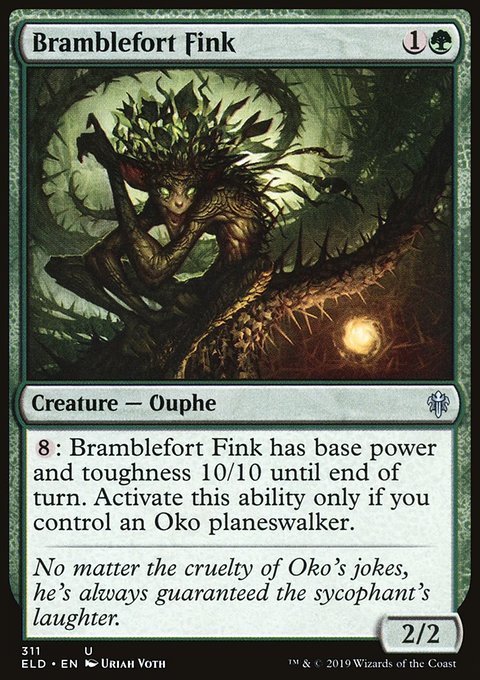 Bramblefort Fink 1
Creature — Ouphe
8: Bramblefort Fink has base power
and toughness 10/10 until end of
turn. Activate this ability only if you
control an Oko planeswalker.
No matter the cruelty of Oko's jokes,
he's always guaranteed the sycophant's
laughter.
2/2
311 U
ELD • EN Uriah Voth
™ & © 2019 Wizards of the Coast